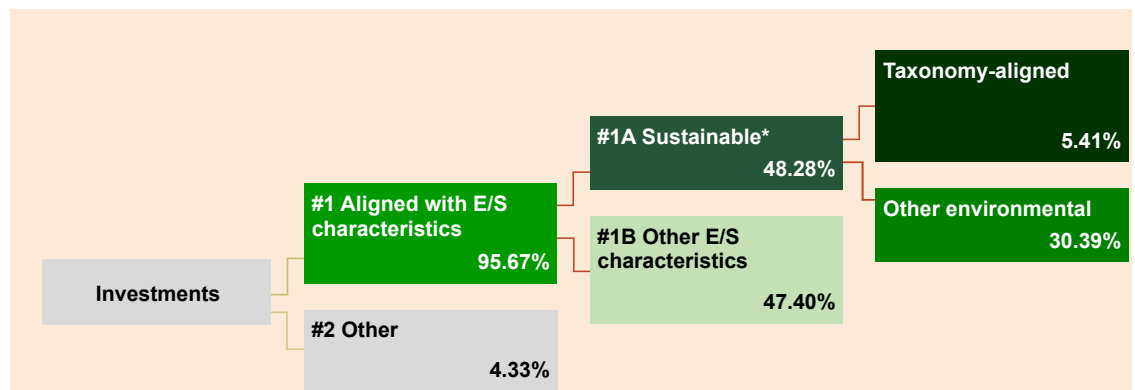 Investments
#1 Aligned with E/S
characteristics
95.67%
#2 Other
4.33%
#1A Sustainable*
48.28%
#1B Other E/S
characteristics
47.40%
Taxonomy-aligned
5.41%
Other environmental
30.39%